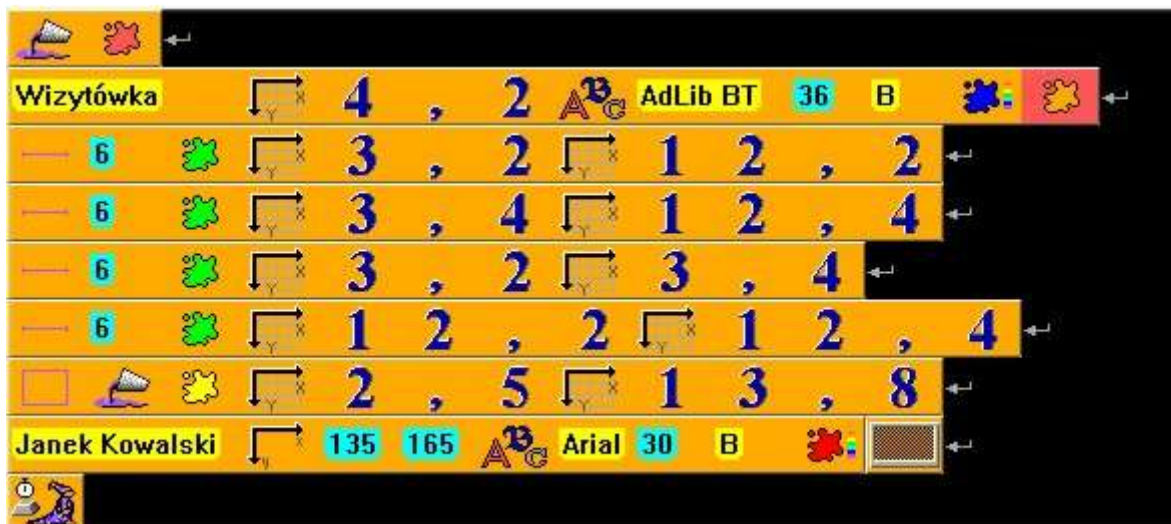 Wizytówka 4 , 2 ABC AdLib BT 36 B
6 3 , 2 1 2 , 2
6 3 , 4 1 2 , 4
6 3 , 2 3 , 4
6 1 2 , 2 1 2 , 4
2 , 5 1 3 , 8
Janek Kowalski 135 165 ABC Arial 30 B